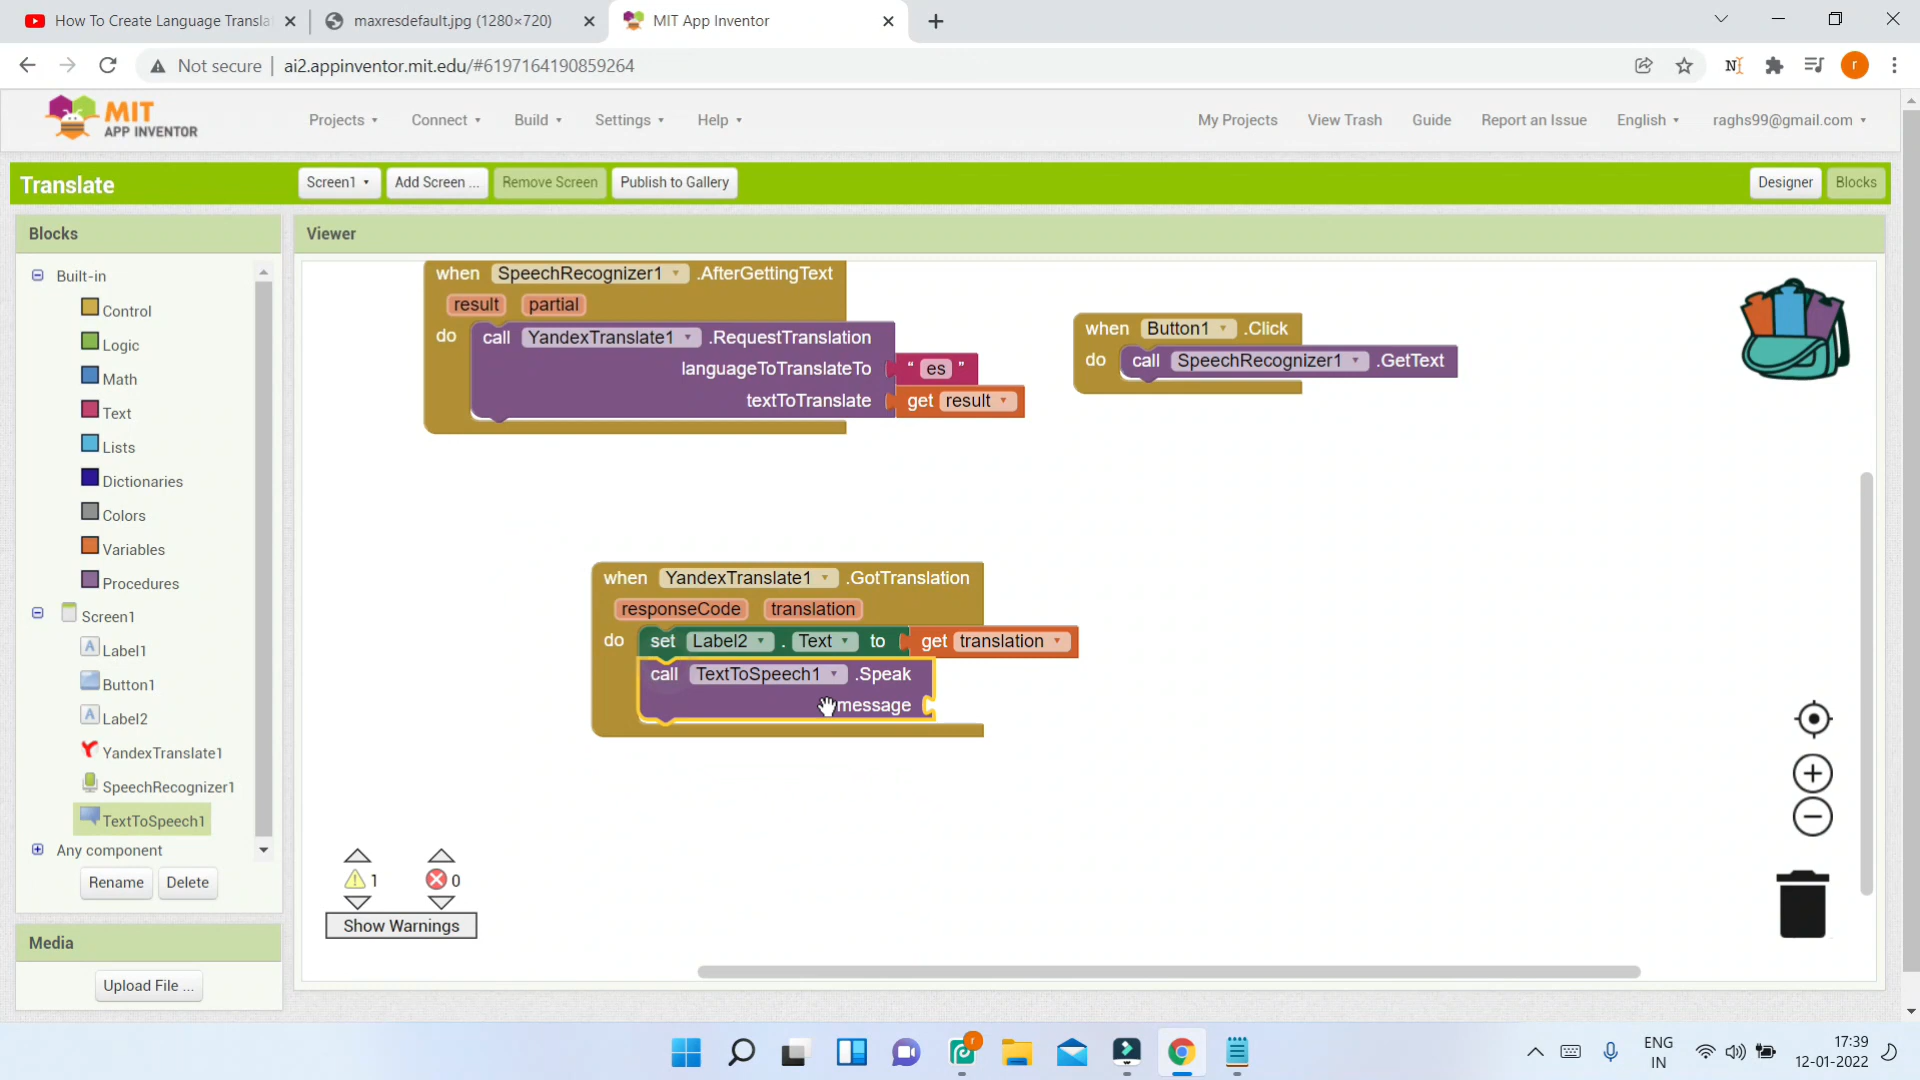 How To Create Language Transla
maxresdefault.jpg (1280×720)
MIT App Inventor
Not secure
ai2.appinventor.mit.edu/#6197164190859264
r
MIT
APP INVENTOR
Projects
Connect
Build
Settings
Help
My Projects
View Trash
Guide
Report an Issue
English
raghs99@gmail.com
Translate
Screen1
Add Screen ...
Remove Screen
Publish to Gallery
Designer
Blocks
Blocks
Viewer
Built-in
Control
Logic
Math
Text
Lists
Dictionaries
Colors
Variables
Procedures
Screen1
Label1
Button1
Label2
YandexTranslate1
SpeechRecognizer1
TextToSpeech1
Any component
Rename
Delete
Media
Upload File ...
when SpeechRecognizer1 .AfterGettingText
result partial
do call YandexTranslate1 .RequestTranslation
languageToTranslateTo " es "
textToTranslate get result
when Button1 .Click
do call SpeechRecognizer1 .GetText
when YandexTranslate1 .GotTranslation
responseCode translation
do set Label2 . Text to get translation
call TextToSpeech1 .Speak
message
1
0
Show Warnings
r
ENG
IN
17:39
12-01-2022